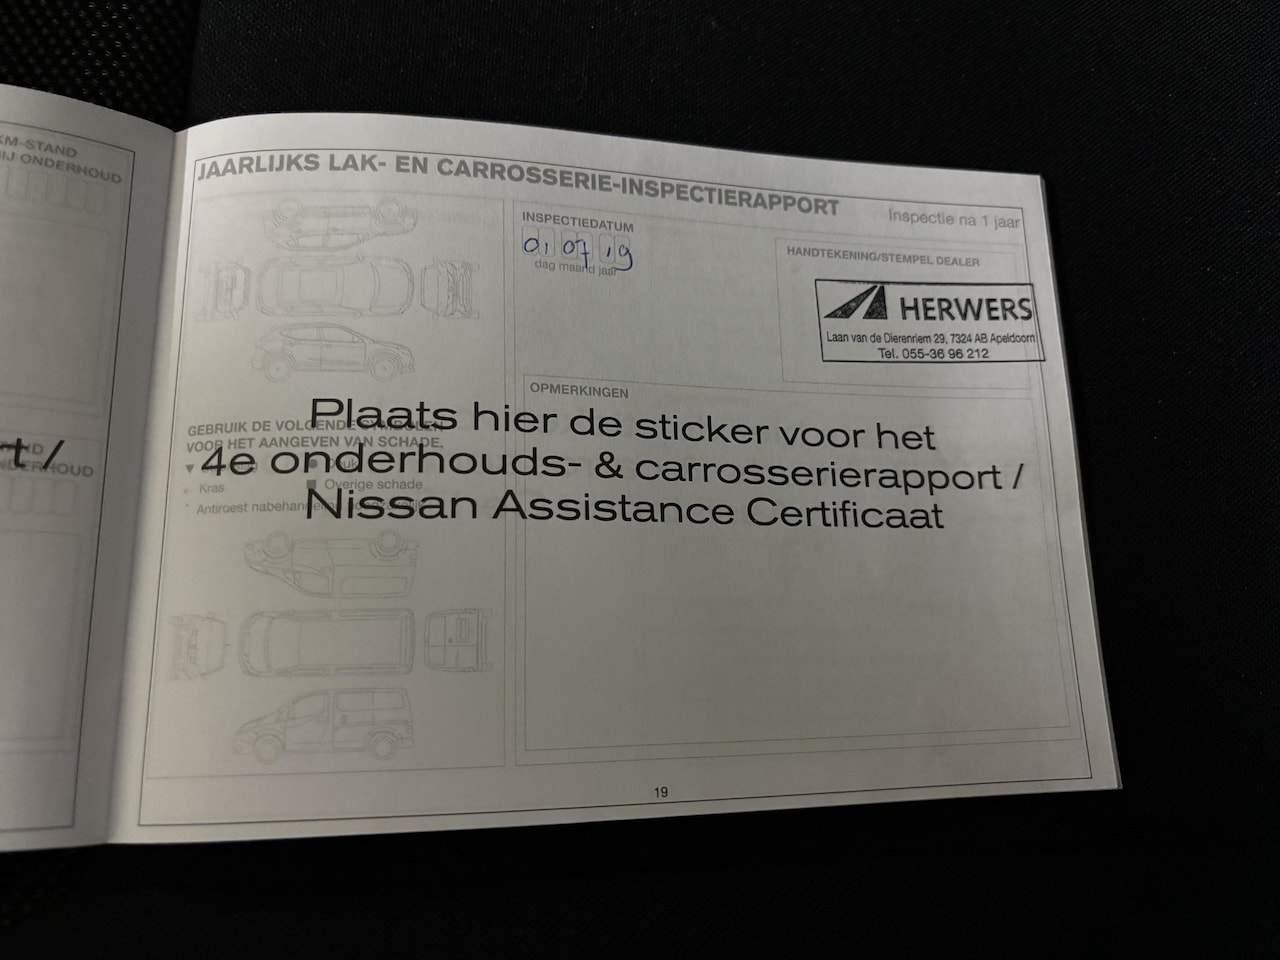 KM-STAND
BIJ ONDERHOUD
t /
JAARLIJKS LAK- EN CARROSSERIE-INSPECTIERAPPORT
Inspectie na 1 jaar
INSPECTIEDATUM
01 07 19
dag maand jaar
HANDTEKENING/STEMPEL DEALER
HERWERS
Laan van de Dierenriem 29, 7324 AB Apeldoorn
Tel. 055-36 96 212
OPMERKINGEN
GEBRUIK DE VOLGENDE SYMBOLEN
VOOR HET AANGEVEN VAN SCHADE.
Kras
Overige schade
Antiroest
Plaats hier de sticker voor het
4e onderhouds- & carrosserierapport /
Nissan Assistance Certificaat
19